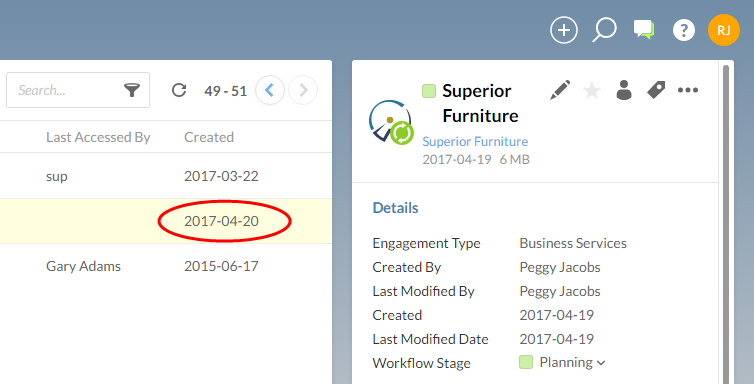 RJ
Search...
49 - 51
Last Accessed By Created
sup 2017-03-22
2017-04-20
Gary Adams 2015-06-17
Superior
Furniture
Superior Furniture
2017-04-19 6 MB
Details
Engagement Type Business Services
Created By Peggy Jacobs
Last Modified By Peggy Jacobs
Created 2017-04-19
Last Modified Date 2017-04-19
Workflow Stage Planning